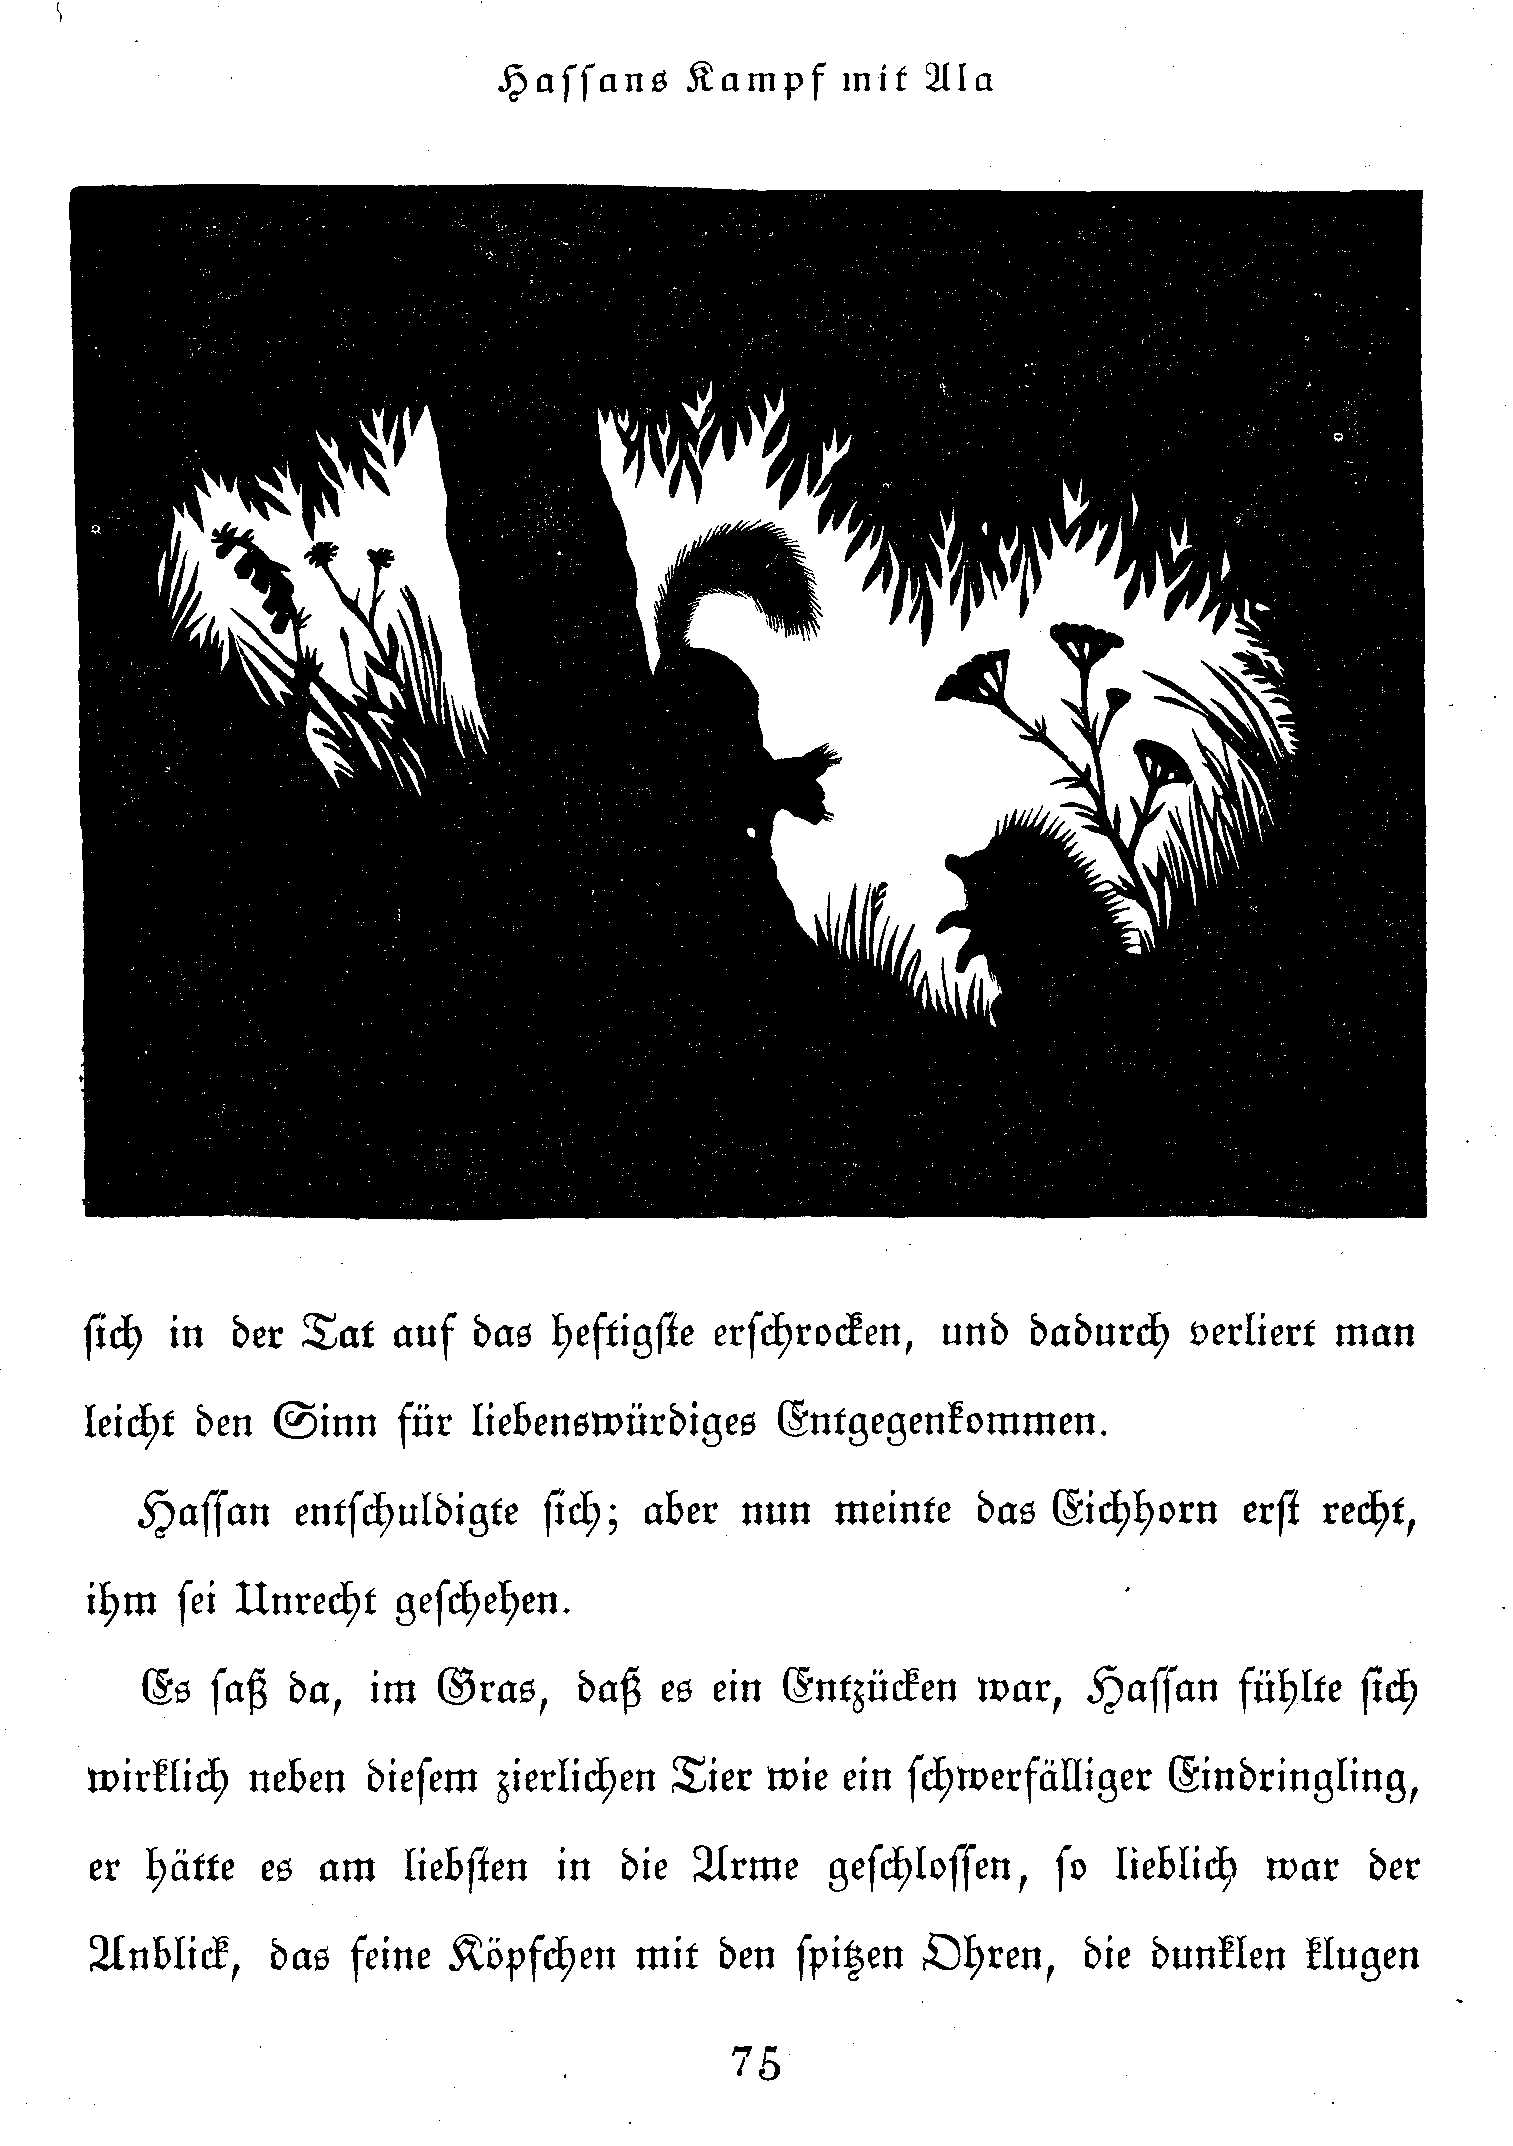 Hassans Kampf mit Ala
sich in der Tat auf das heftigste erschrocken, und dadurch verliert man
leicht den Sinn für liebenswürdiges Entgegenkommen.
Hassan entschuldigte sich; aber nun meinte das Eichhorn erst recht,
ihm sei Unrecht geschehen.
Es saß da, im Gras, daß es ein Entzücken war, Hassan fühlte sich
wirklich neben diesem zierlichen Tier wie ein schwerfälliger Eindringling,
er hätte es am liebsten in die Arme geschlossen, so lieblich war der
Anblick, das feine Köpfchen mit den spitzen Ohren, die dunklen klugen
75